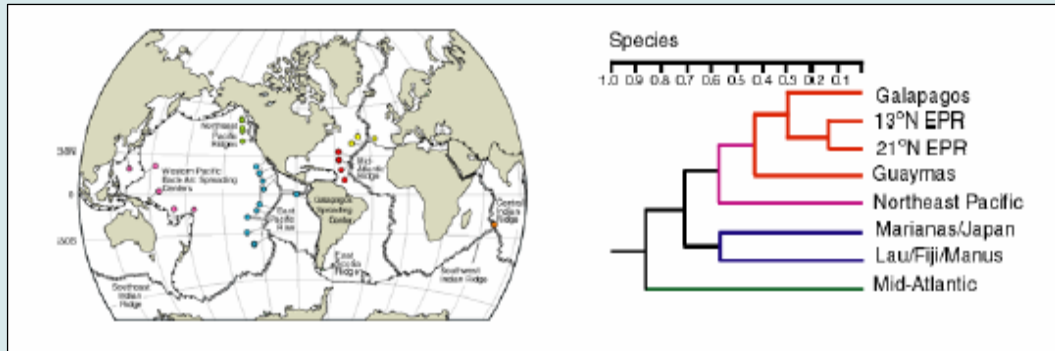 Northeast
Pacific
Ridges
Western Pacific
Back Arc Spreading
Centers
Mid-
Atlantic
Ridge
Galapagos
Spreading
Center
East
Pacific
Rise
Central
Indian
Ridge
East
Scotia
Ridges
Southwest
Indian Ridge
Southeast
Indian
Ridge
0
Species
1.0 0.9 0.8 0.7 0.6 0.5 0.4 0.3 0.2 0.1
Galapagos
13°N EPR
21°N EPR
Guaymas
Northeast Pacific
Marianas/Japan
Lau/Fiji/Manus
Mid-Atlantic